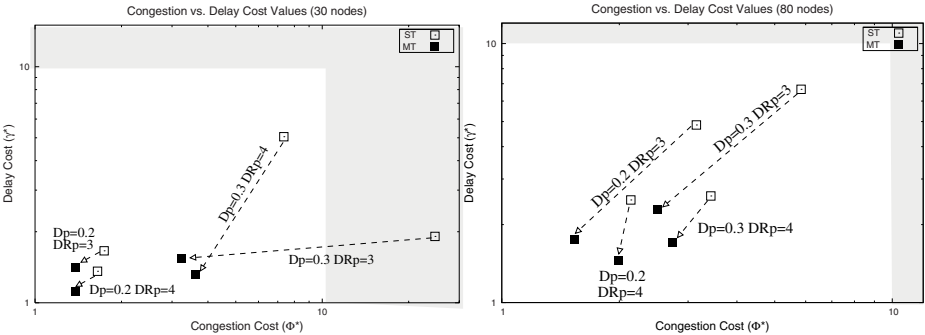 Congestion vs. Delay Cost Values (30 nodes)
ST
MT
10
Delay Cost (γ*)
Dp=0.3 DRp=4
Dp=0.2
DRp=3
Dp=0.3 DRp=3
Dp=0.2 DRp=4
1
1
10
Congestion Cost (Φ*)
Congestion vs. Delay Cost Values (80 nodes)
10
ST
MT
Delay Cost (γ*)
Dp=0.2 DRp=3
Dp=0.3 DRp=3
Dp=0.3 DRp=4
Dp=0.2
DRp=4
1
1
10
Congestion Cost (Φ*)